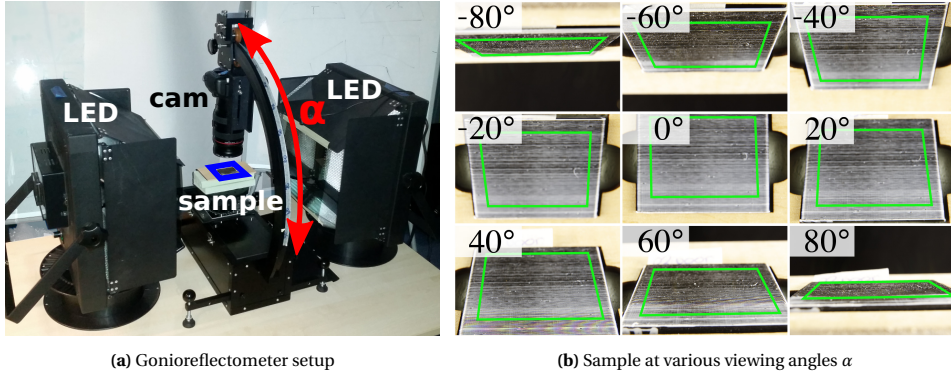 LED
cam
LED
α
sample
-80°
-60°
-40°
-20°
0°
20°
40°
60°
80°
(a) Gonioreflectometer setup
(b) Sample at various viewing angles α